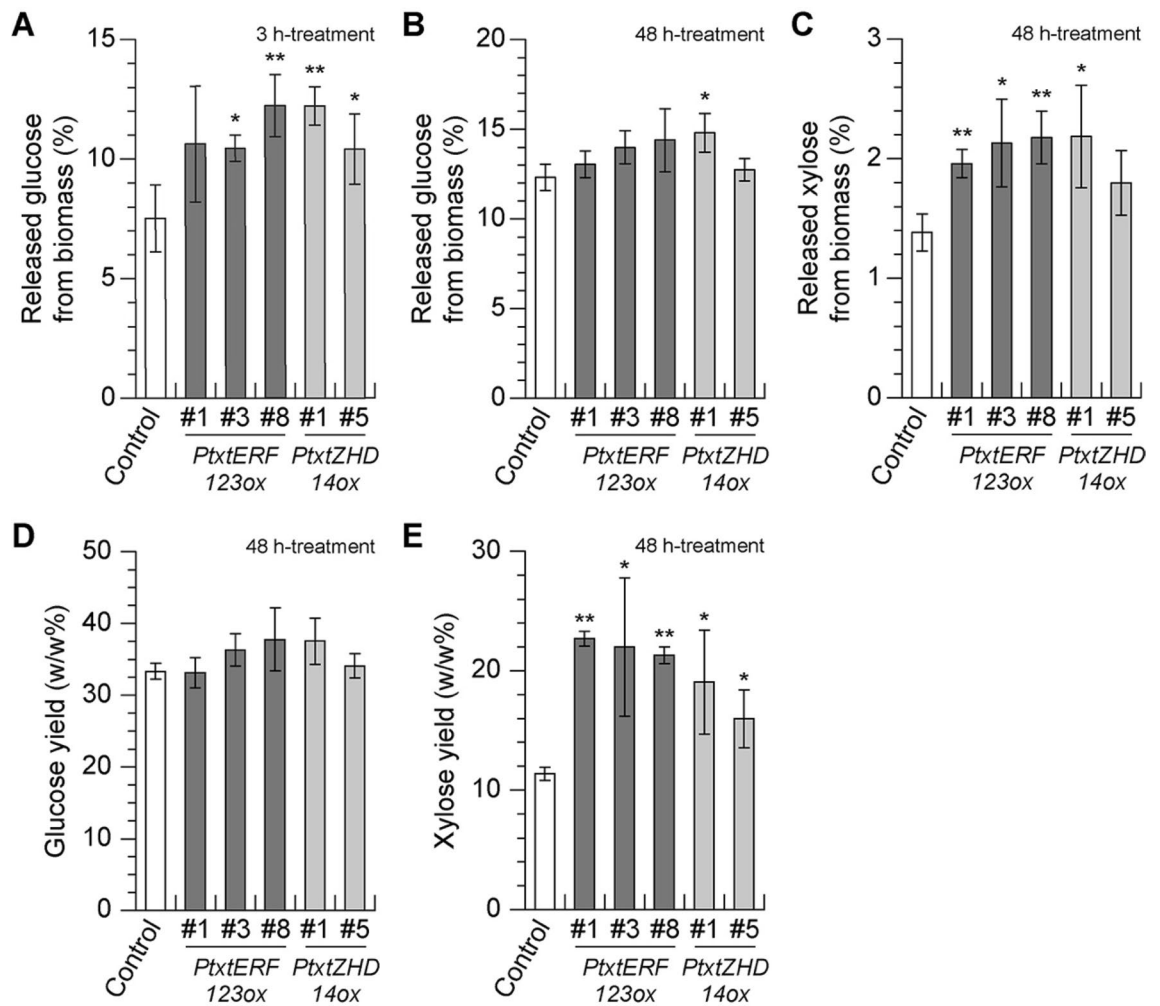 A
3 h-treatment
Released glucose
from biomass (%)
15
10
5
0
**
**
*
*
Control
#1 #3 #8 #1 #5
PtxtERF PtxtZHD
123ox 14ox
B
48 h-treatment
Released glucose
from biomass (%)
20
15
10
5
0
*
Control
#1 #3 #8 #1 #5
PtxtERF PtxtZHD
123ox 14ox
C
48 h-treatment
Released xylose
from biomass (%)
3
2
1
0
**
*
**
*
Control
#1 #3 #8 #1 #5
PtxtERF PtxtZHD
123ox 14ox
D
48 h-treatment
Glucose yield (w/w%)
50
40
30
20
10
0
Control
#1 #3 #8 #1 #5
PtxtERF PtxtZHD
123ox 14ox
E
48 h-treatment
Xylose yield (w/w%)
30
20
10
0
**
*
**
*
*
Control
#1 #3 #8 #1 #5
PtxtERF PtxtZHD
123ox 14ox